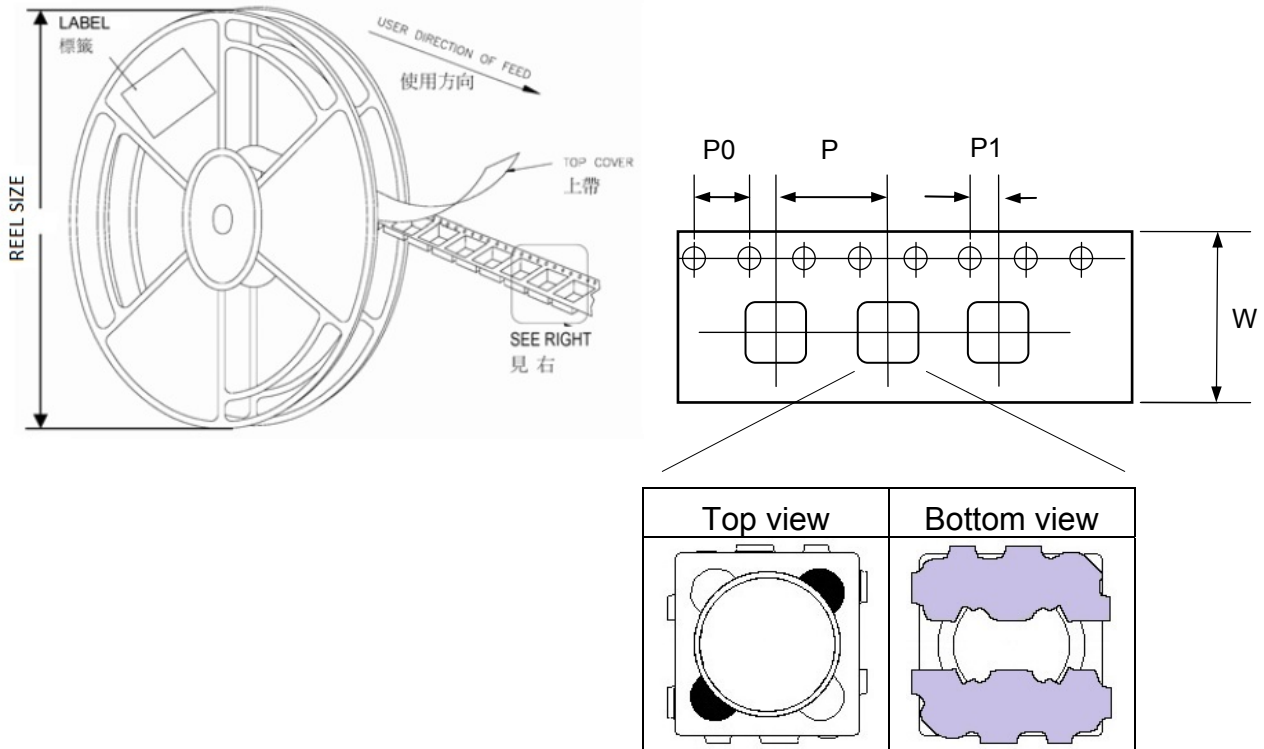 LABEL
標籤
USER DIRECTION OF FEED
使用方向
TOP COVER
上帶
REEL SIZE
SEE RIGHT
見右
P0 P P1
W
Top view Bottom view